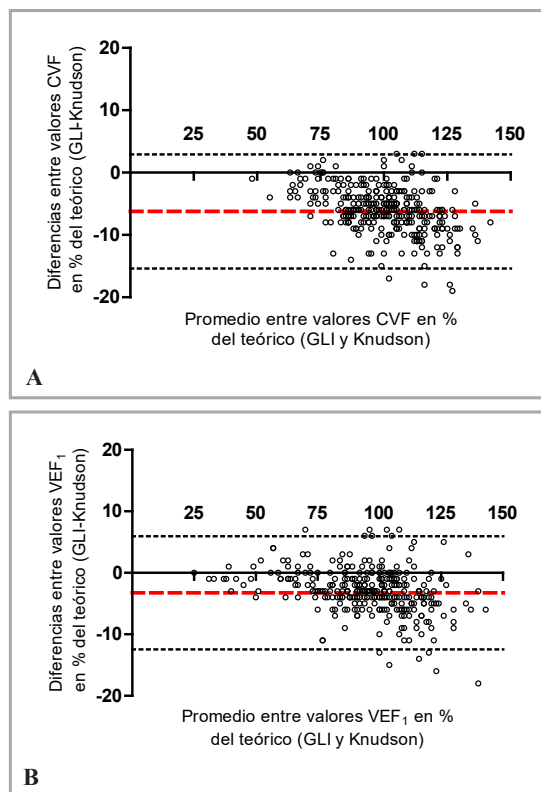 Diferencias entre valores CVF
en % del teórico (GLI-Knudson)
20
10
0
-10
-20
25 50 75 100 125 150
Promedio entre valores CVF en %
del teórico (GLI y Knudson)
A
Diferencias entre valores VEF1
en % del teórico (GLI-Knudson)
20
10
0
-10
-20
25 50 75 100 125 150
Promedio entre valores VEF1 en %
del teórico (GLI y Knudson)
B